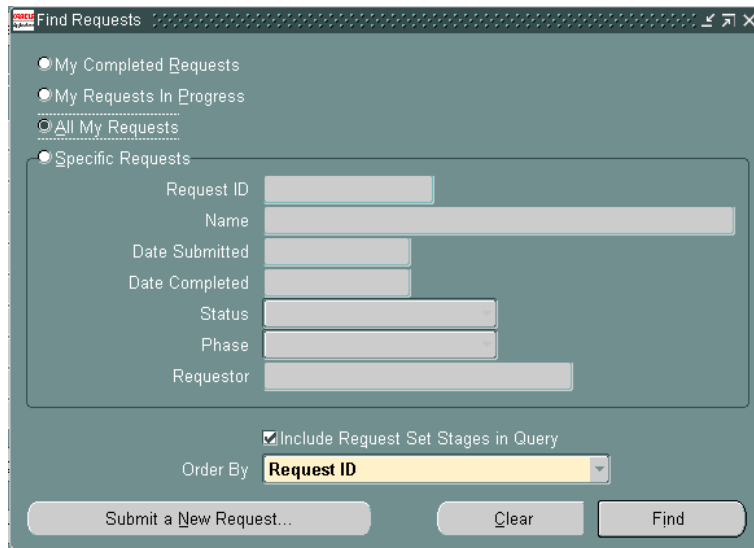 ORACLE
Find Requests
My Completed Requests
My Requests In Progress
All My Requests
Specific Requests
Request ID
Name
Date Submitted
Date Completed
Status
Phase
Requestor
Include Request Set Stages in Query
Order By Request ID
Submit a New Request... Clear Find